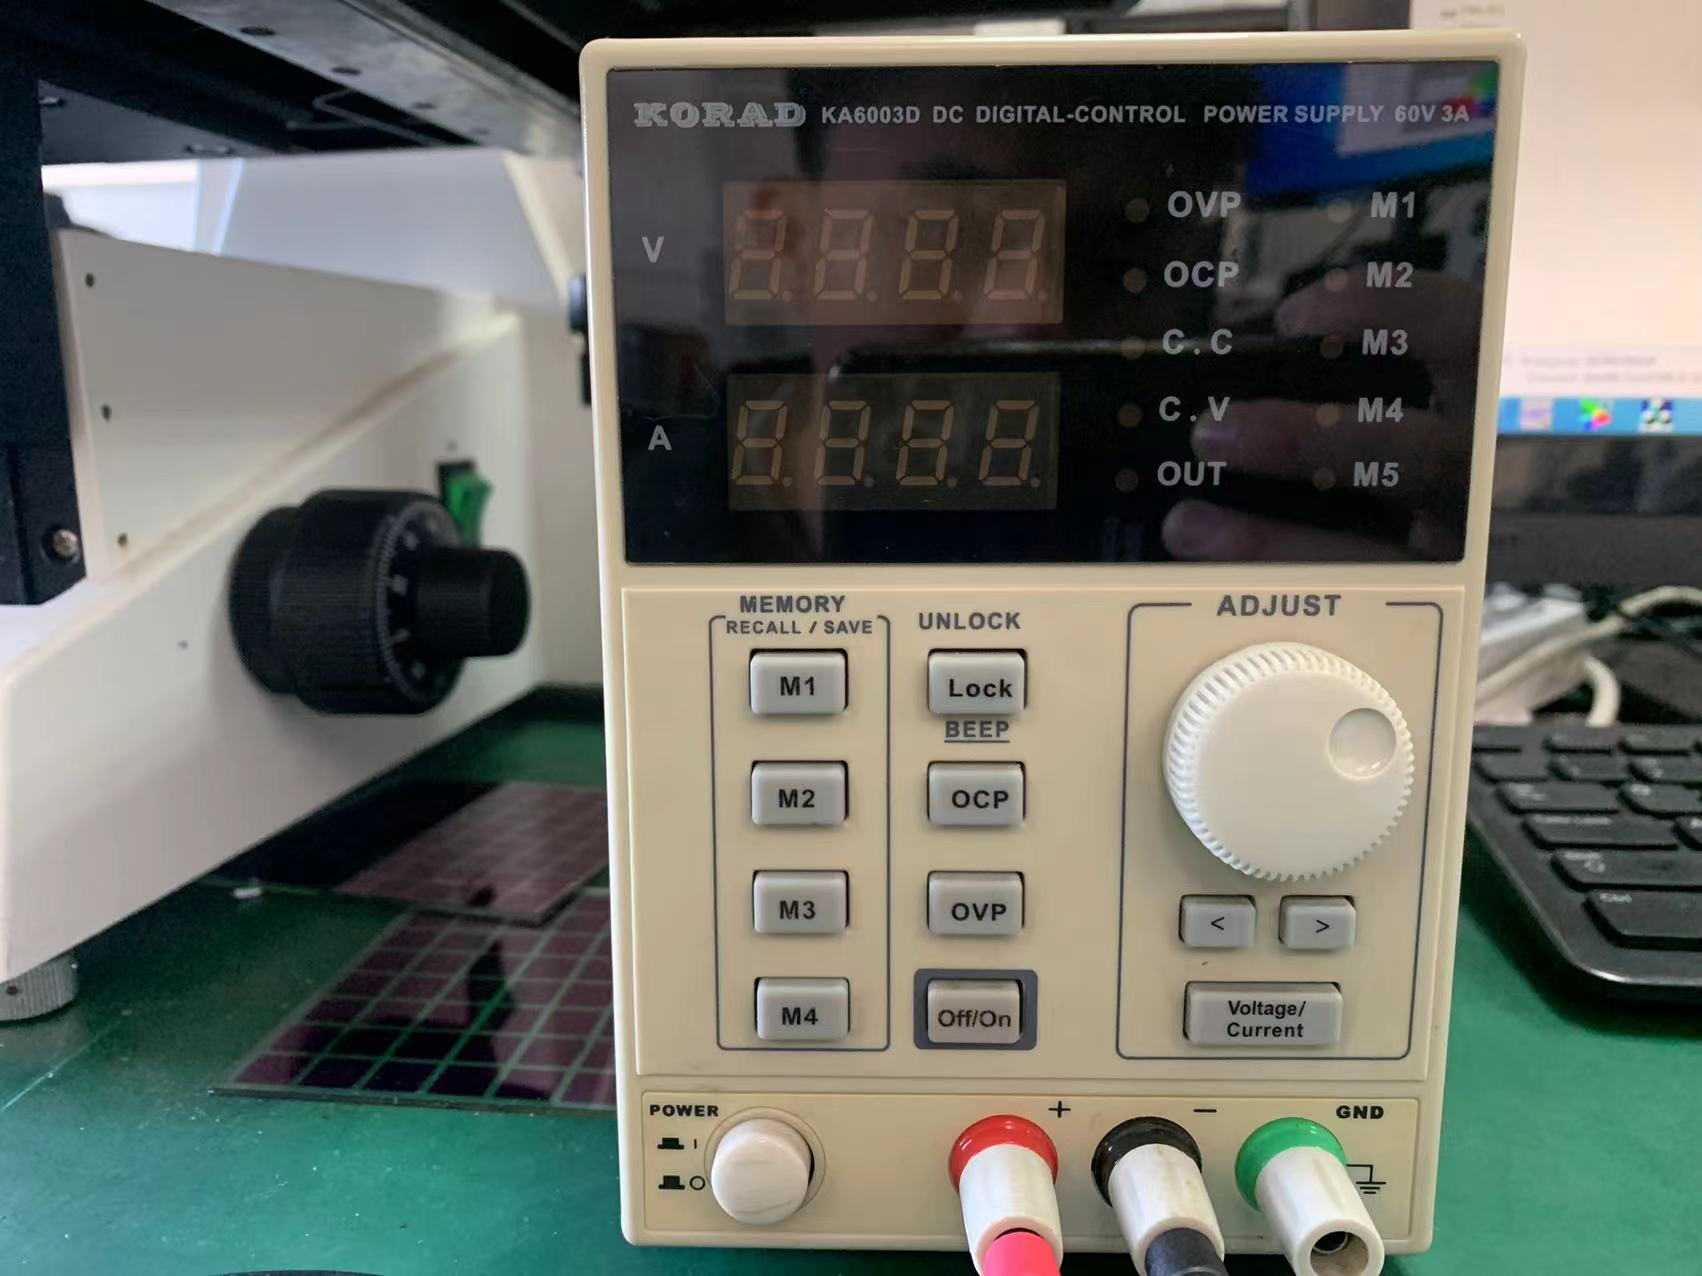 KORAD KA6003D DC DIGITAL-CONTROL POWER SUPPLY 60V 3A
V
OVP M1
OCP M2
C.C M3
A
C.V M4
OUT M5
MEMORY
RECALL / SAVE
M1
M2
M3
M4
UNLOCK
Lock
BEEP
OCP
OVP
Off/On
ADJUST
< >
Voltage/
Current
POWER
I
O
+ − GND